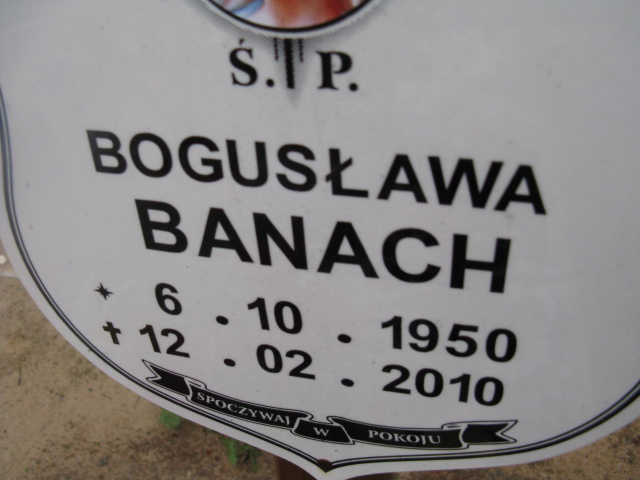 Ś. P.
BOGUSŁAWA
BANACH
* 6.10.1950
† 12.02.2010
SPOCZYWAJ W POKOJU